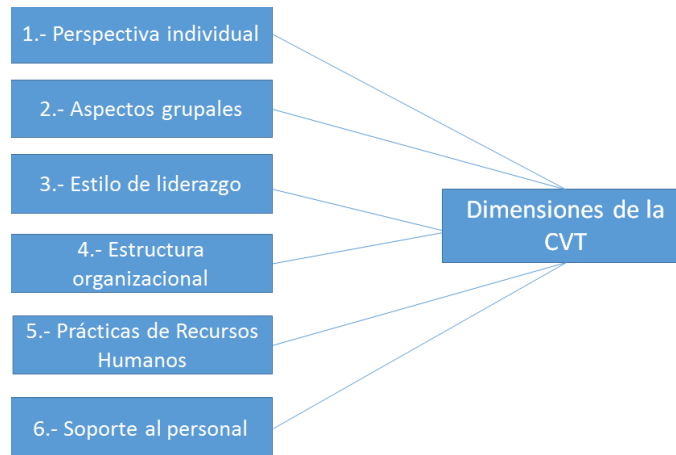 1.- Perspectiva individual
2.- Aspectos grupales
3.- Estilo de liderazgo
4.- Estructura
organizacional
5.- Prácticas de Recursos
Humanos
6.- Soporte al personal
Dimensiones de la
CVT